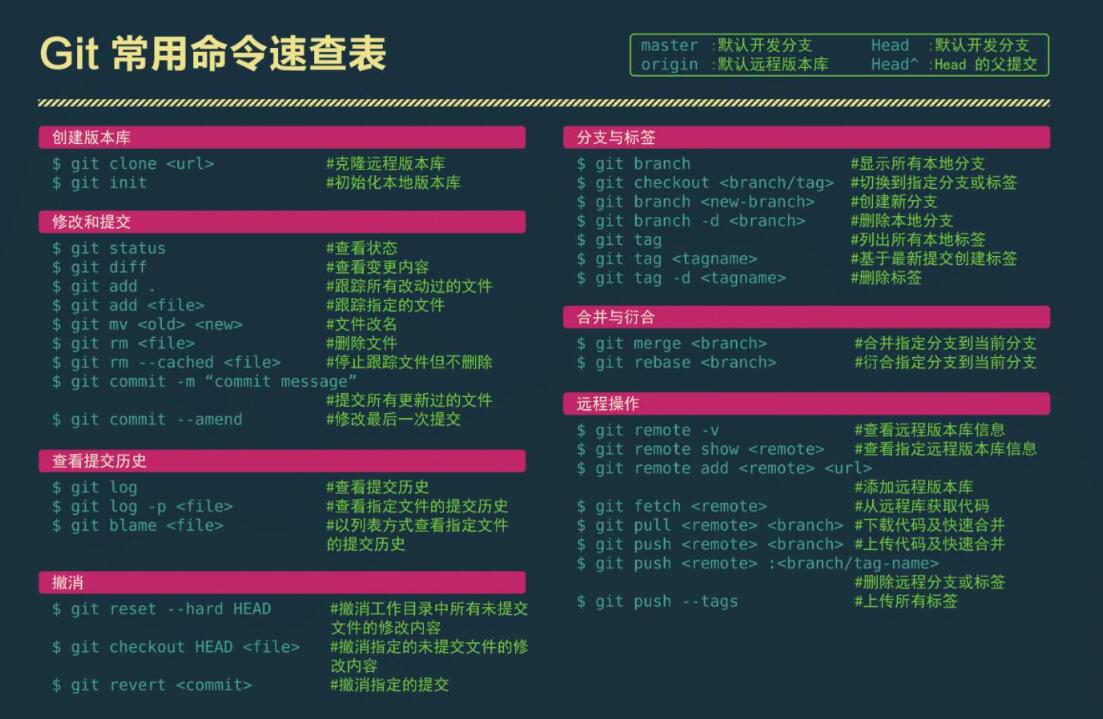 Git 常用命令速查表
master :默认开发分支 Head :默认开发分支
origin :默认远程版本库 Head^ :Head 的父提交
创建版本库
$ git clone <url> #克隆远程版本库
$ git init #初始化本地版本库
修改和提交
$ git status #查看状态
$ git diff #查看变更内容
$ git add . #跟踪所有改动过的文件
$ git add <file> #跟踪指定的文件
$ git mv <old> <new> #文件改名
$ git rm <file> #删除文件
$ git rm --cached <file> #停止跟踪文件但不删除
$ git commit -m “commit message”
#提交所有更新过的文件
$ git commit --amend #修改最后一次提交
查看提交历史
$ git log #查看提交历史
$ git log -p <file> #查看指定文件的提交历史
$ git blame <file> #以列表方式查看指定文件
的提交历史
撤消
$ git reset --hard HEAD #撤消工作目录中所有未提交
文件的修改内容
$ git checkout HEAD <file> #撤消指定的未提交文件的修
改内容
$ git revert <commit> #撤消指定的提交
分支与标签
$ git branch #显示所有本地分支
$ git checkout <branch/tag> #切换到指定分支或标签
$ git branch <new-branch> #创建新分支
$ git branch -d <branch> #删除本地分支
$ git tag #列出所有本地标签
$ git tag <tagname> #基于最新提交创建标签
$ git tag -d <tagname> #删除标签
合并与衍合
$ git merge <branch> #合并指定分支到当前分支
$ git rebase <branch> #衍合指定分支到当前分支
远程操作
$ git remote -v #查看远程版本库信息
$ git remote show <remote> #查看指定远程版本库信息
$ git remote add <remote> <url>
#添加远程版本库
$ git fetch <remote> #从远程库获取代码
$ git pull <remote> <branch> #下载代码及快速合并
$ git push <remote> <branch> #上传代码及快速合并
$ git push <remote> :<branch/tag-name>
#删除远程分支或标签
$ git push --tags #上传所有标签